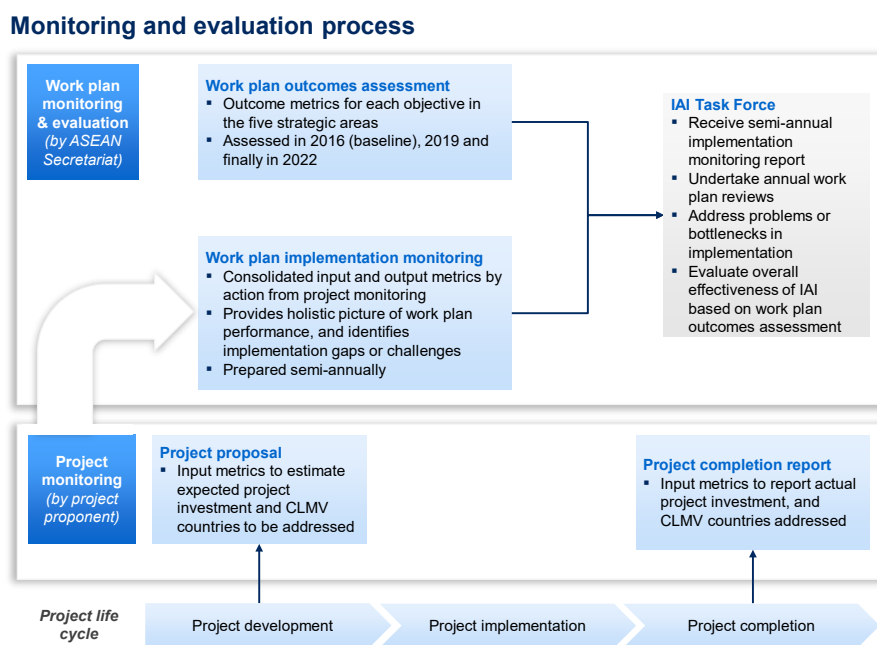 Monitoring and evaluation process
Work plan
monitoring
& evaluation
(by ASEAN
Secretariat)
Work plan outcomes assessment
▪ Outcome metrics for each objective in
the five strategic areas
▪ Assessed in 2016 (baseline), 2019 and
finally in 2022
Work plan implementation monitoring
▪ Consolidated input and output metrics by
action from project monitoring
▪ Provides holistic picture of work plan
performance, and identifies
implementation gaps or challenges
▪ Prepared semi-annually
IAI Task Force
▪ Receive semi-annual
implementation
monitoring report
▪ Undertake annual work
plan reviews
▪ Address problems or
bottlenecks in
implementation
▪ Evaluate overall
effectiveness of IAI
based on work plan
outcomes assessment
Project
monitoring
(by project
proponent)
Project proposal
▪ Input metrics to estimate
expected project
investment and CLMV
countries to be addressed
Project completion report
▪ Input metrics to report actual
project investment, and
CLMV countries addressed
Project life
cycle
Project development
Project implementation
Project completion